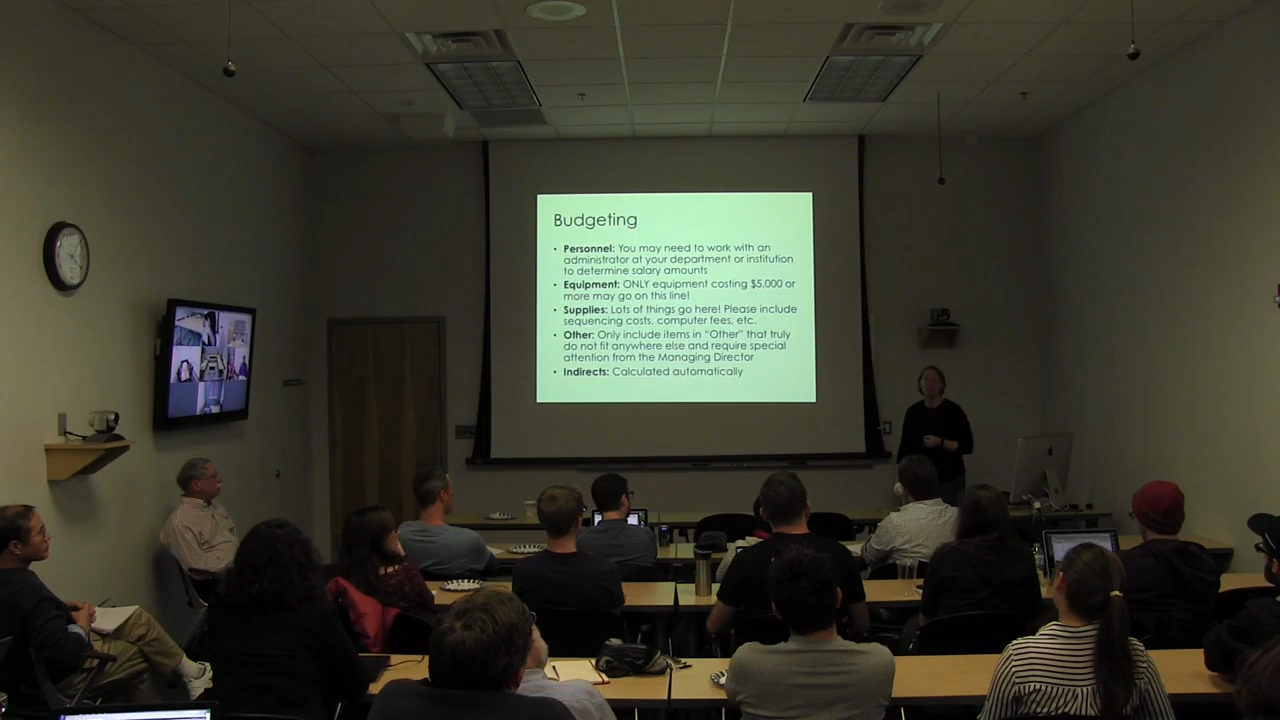 Budgeting
• Personnel: You may need to work with an
administrator at your department or institution
to determine salary amounts
• Equipment: ONLY equipment costing $5,000 or
more may go on this line!
• Supplies: Lots of things go here! Please include
sequencing costs, computer fees, etc.
• Other: Only include items in "Other" that truly
do not fit anywhere else and require special
attention from the Managing Director
• Indirects: Calculated automatically